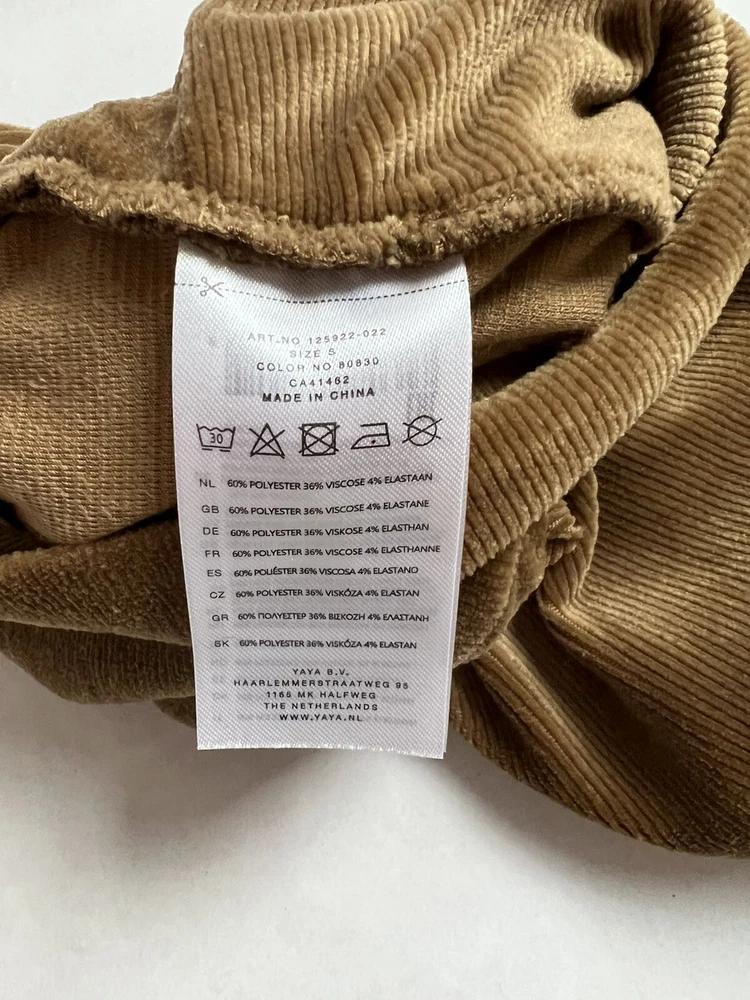 ART.NO 125922-022
SIZE S
COLOR NO 80830
CA41462
MADE IN CHINA
30
NL 60% POLYESTER 36% VISCOSE 4% ELASTAAN
GB 60% POLYESTER 36% VISCOSE 4% ELASTANE
DE 60% POLYESTER 36% VISKOSE 4% ELASTHAN
FR 60% POLYESTER 36% VISCOSE 4% ELASTHANNE
ES 60% POLIÉSTER 36% VISCOSA 4% ELASTANO
CZ 60% POLYESTER 36% VISKÓZA 4% ELASTAN
GR 60% ΠΟΛΥΕΣΤΕΡ 36% ΒΙΣΚΟΖΗ 4% ΕΛΑΣΤΑΝΗ
SK 60% POLYESTER 36% VISKÓZA 4% ELASTAN
YAYA B.V.
HAARLEMMERSTRAATWEG 95
1165 MK HALFWEG
THE NETHERLANDS
WWW.YAYA.NL